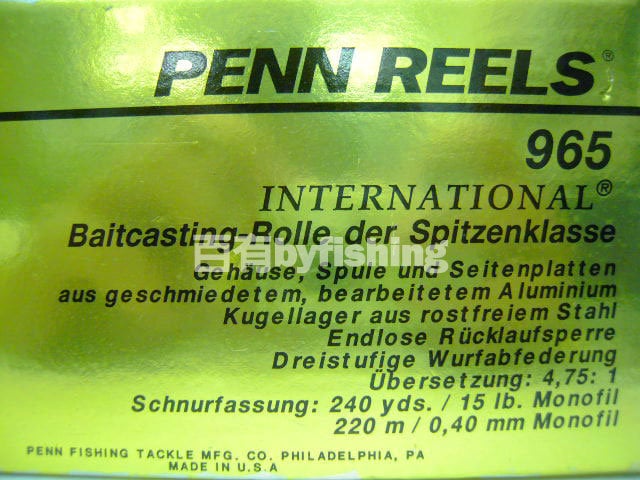 PENN REELS®
965
INTERNATIONAL®
Baitcasting-Rolle der Spitzenklasse
百有byfishing
Gehäuse, Spule und Seitenplatten
aus geschmiedetem, bearbeitetem Aluminium
Kugellager aus rostfreiem Stahl
Endlose Rücklaufsperre
Dreistufige Wurfabfederung
Übersetzung: 4,75: 1
Schnurfassung: 240 yds. / 15 lb. Monofil
220 m / 0,40 mm Monofil
PENN FISHING TACKLE MFG. CO. PHILADELPHIA, PA
MADE IN U.S.A